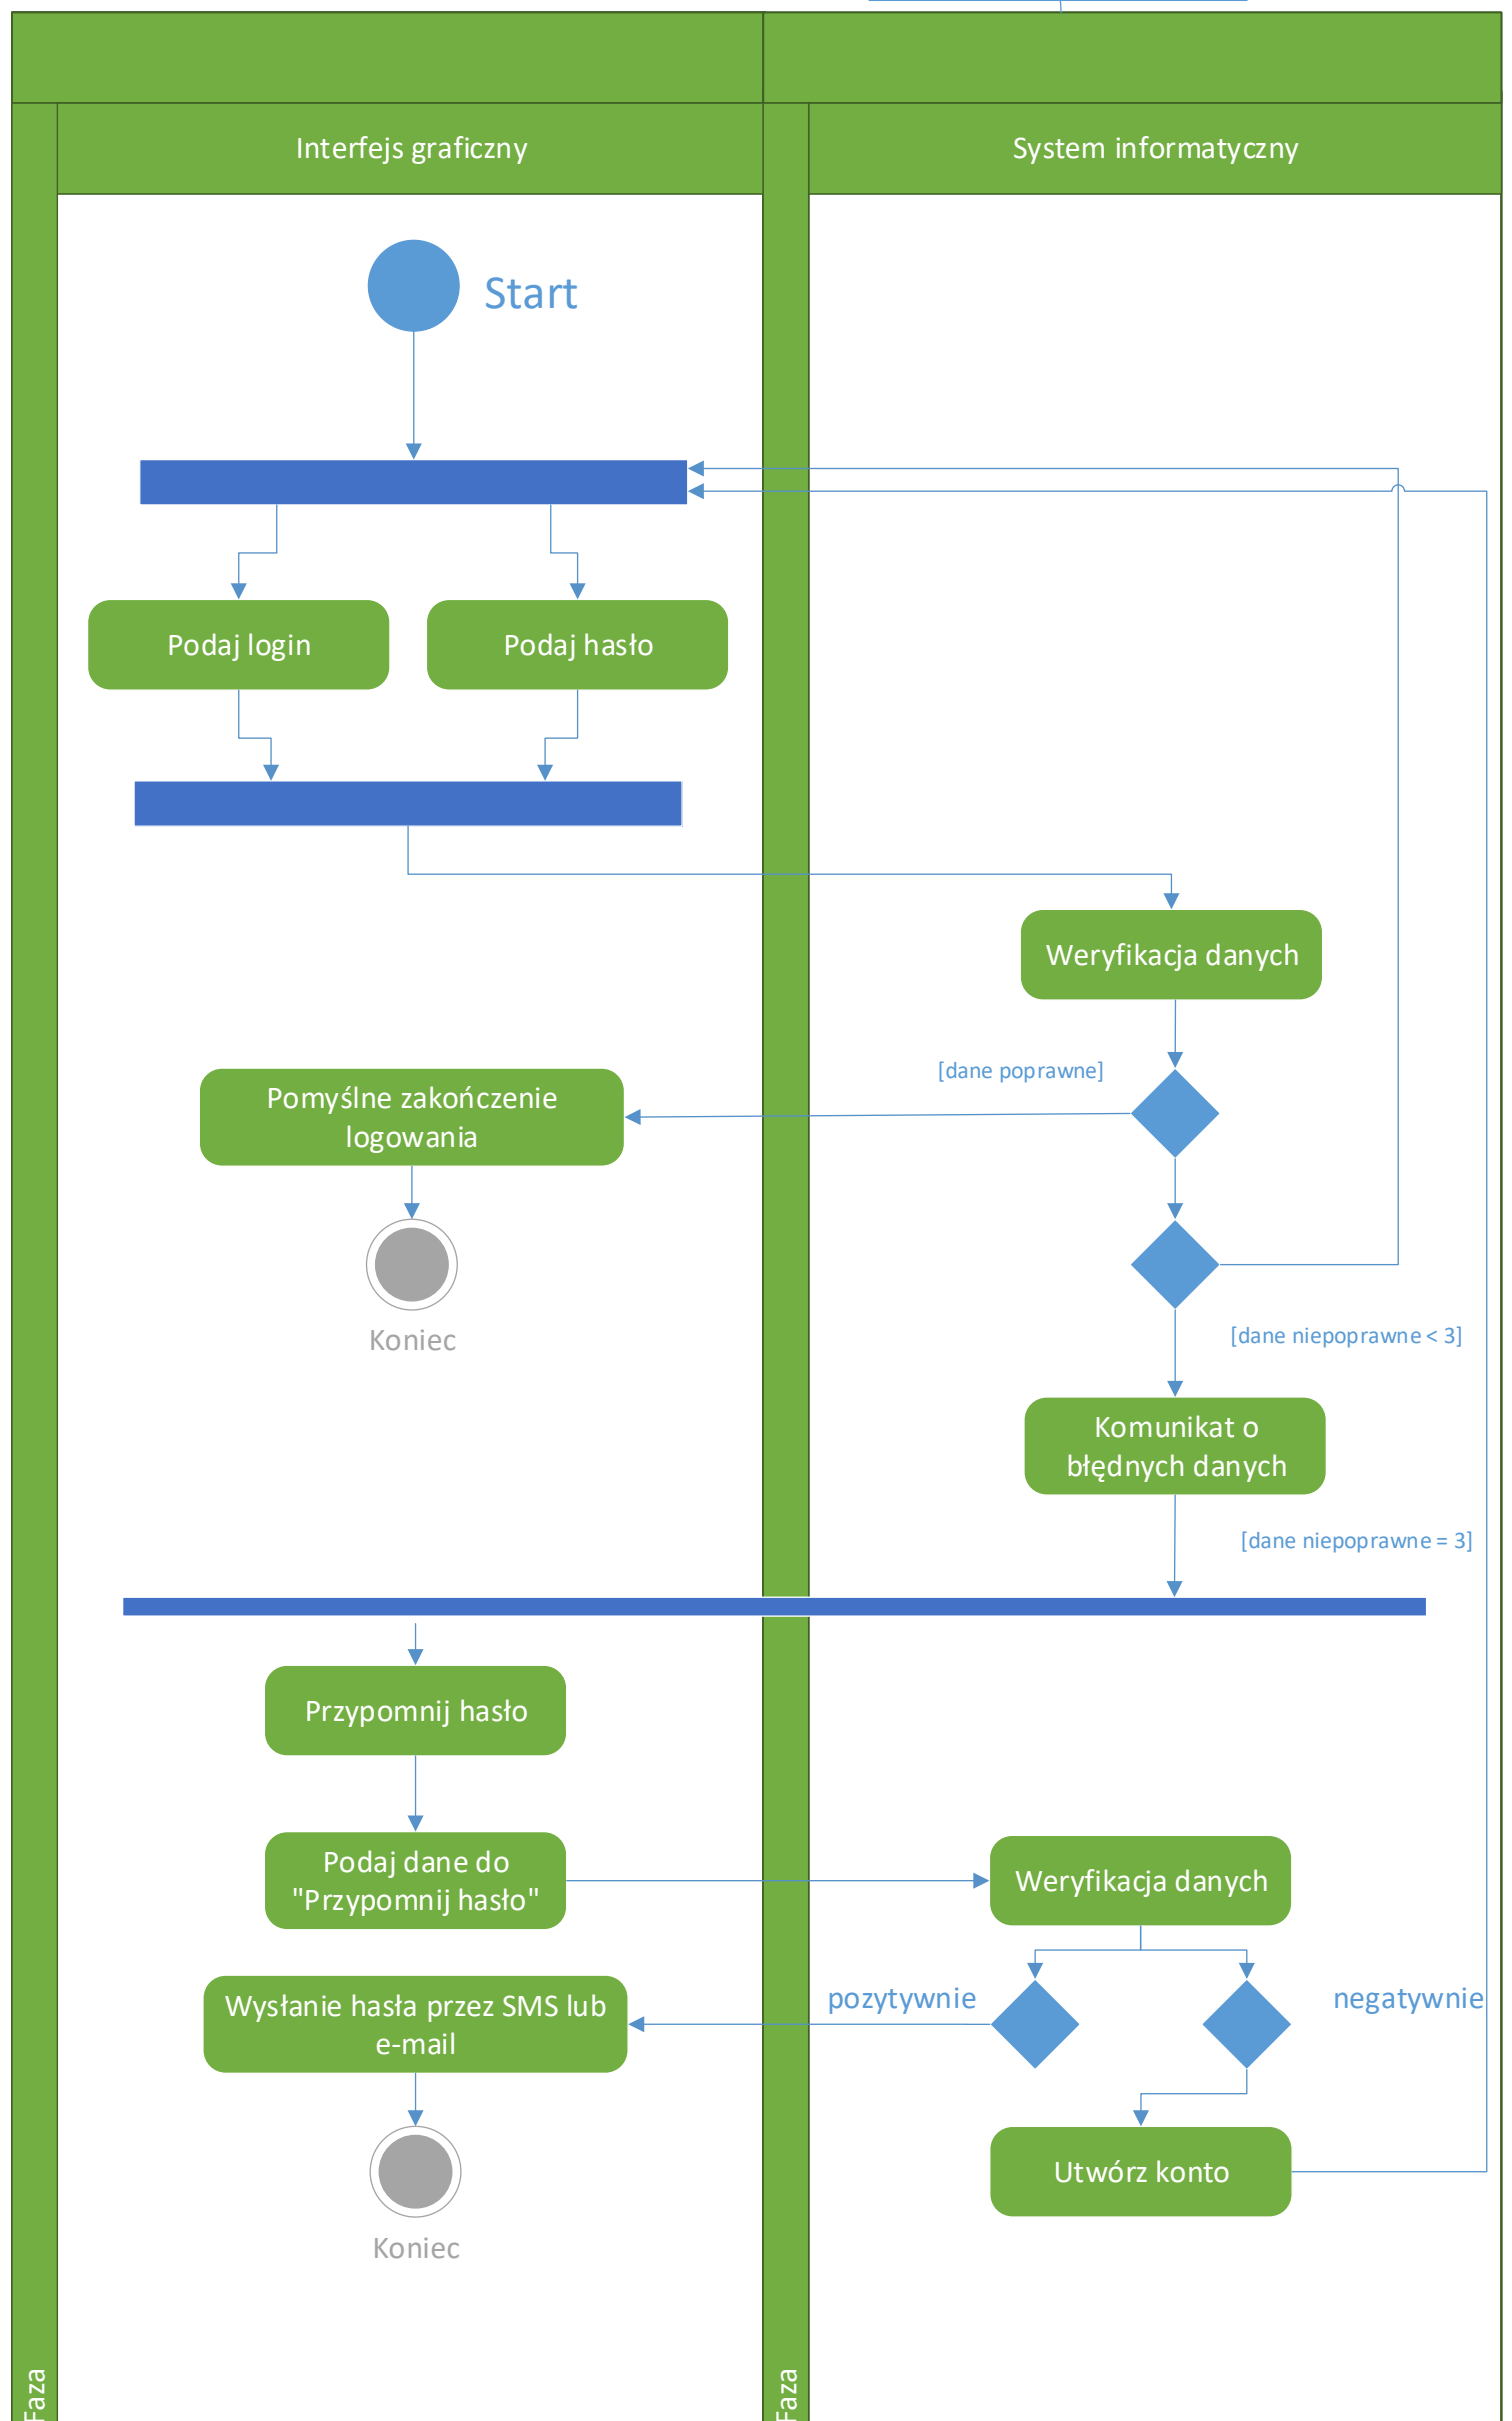 Interfejs graficzny
System informatyczny
Start
Podaj login
Podaj hasło
Weryfikacja danych
[dane poprawne]
Pomyślne zakończenie
logowania
Koniec
[dane niepoprawne < 3]
Komunikat o
błędnych danych
[dane niepoprawne = 3]
Przypomnij hasło
Podaj dane do
"Przypomnij hasło"
Weryfikacja danych
pozytywnie
negatywnie
Wysłanie hasła przez SMS lub
e-mail
Utwórz konto
Koniec
Faza
Faza